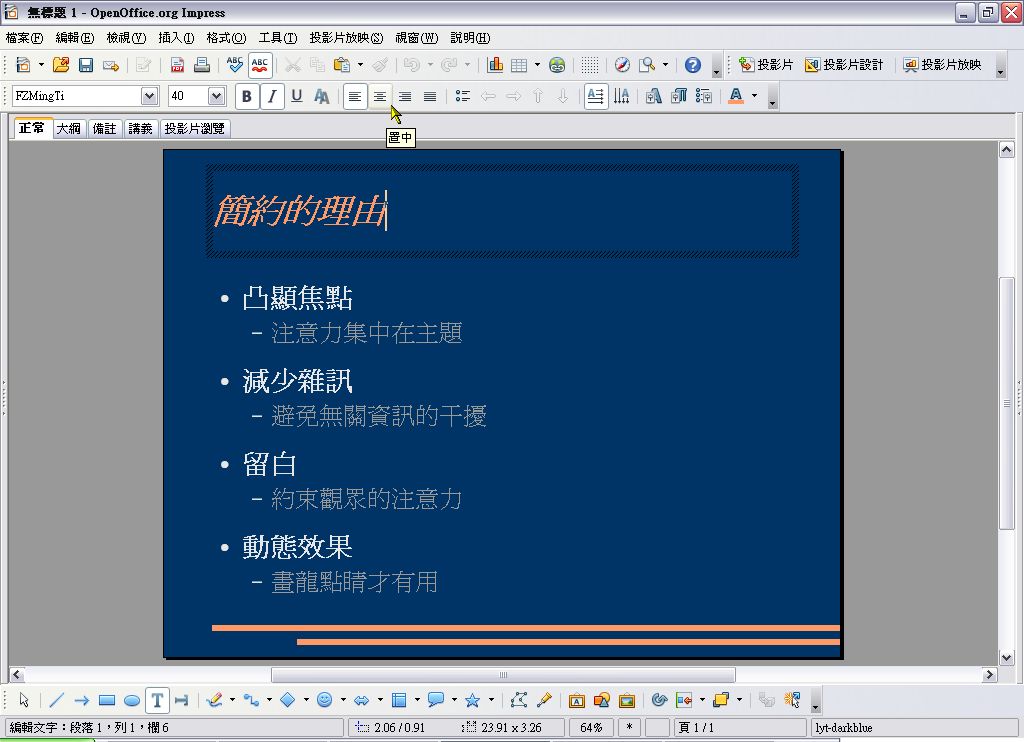 無標題 1 - OpenOffice.org Impress
檔案(F) 編輯(E) 檢視(V) 插入(I) 格式(O) 工具(T) 投影片放映(S) 視窗(W) 說明(H)
投影片 投影片設計 投影片放映
FZMingTi 40 B I U
置中
正常 大綱 備註 講義 投影片瀏覽
簡約的理由
• 凸顯焦點
– 注意力集中在主題
• 減少雜訊
– 避免無關資訊的干擾
• 留白
– 約束觀眾的注意力
• 動態效果
– 畫龍點睛才有用
編輯文字：段落 1，列 1，欄 6 2.06 / 0.91 23.91 x 3.26 64% * 頁 1 / 1 lyt-darkblue